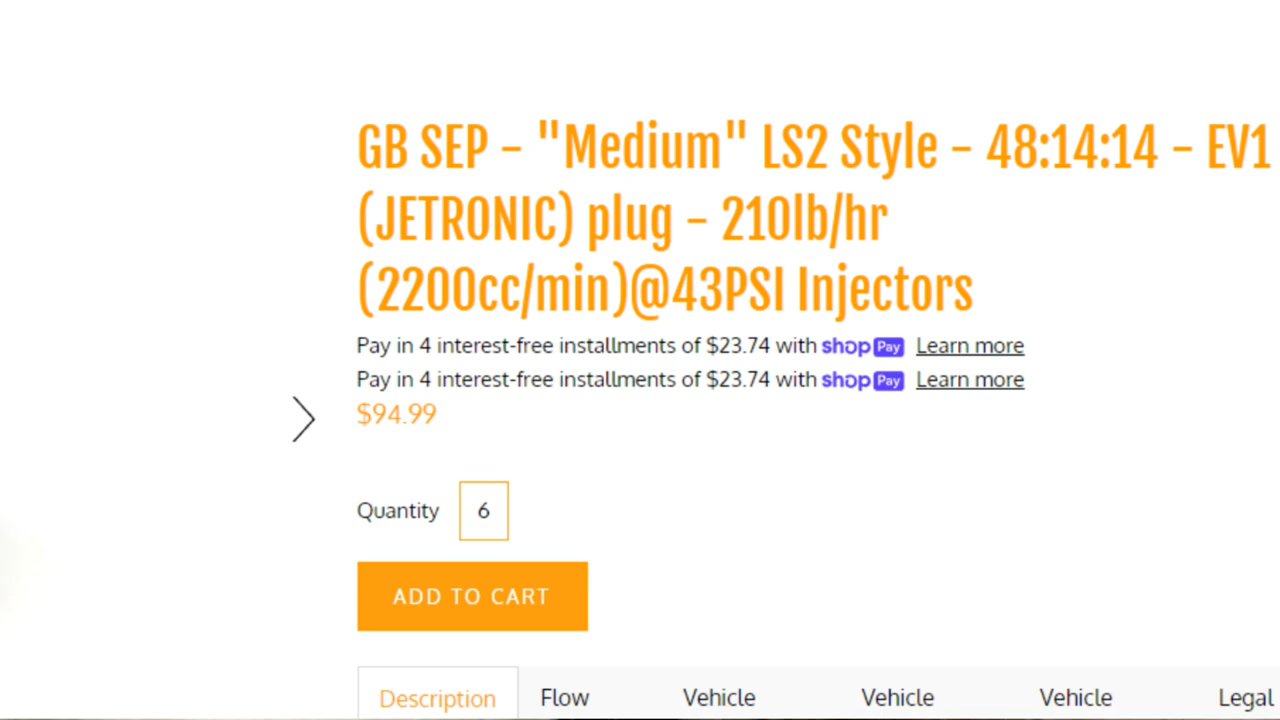 GB SEP - "Medium" LS2 Style - 48:14:14 - EV1
(JETRONIC) plug - 210lb/hr
(2200cc/min)@43PSI Injectors
Pay in 4 interest-free installments of $23.74 with shop Pay Learn more
Pay in 4 interest-free installments of $23.74 with shop Pay Learn more
$94.99
Quantity 6
ADD TO CART
Description Flow Vehicle Vehicle Vehicle Legal